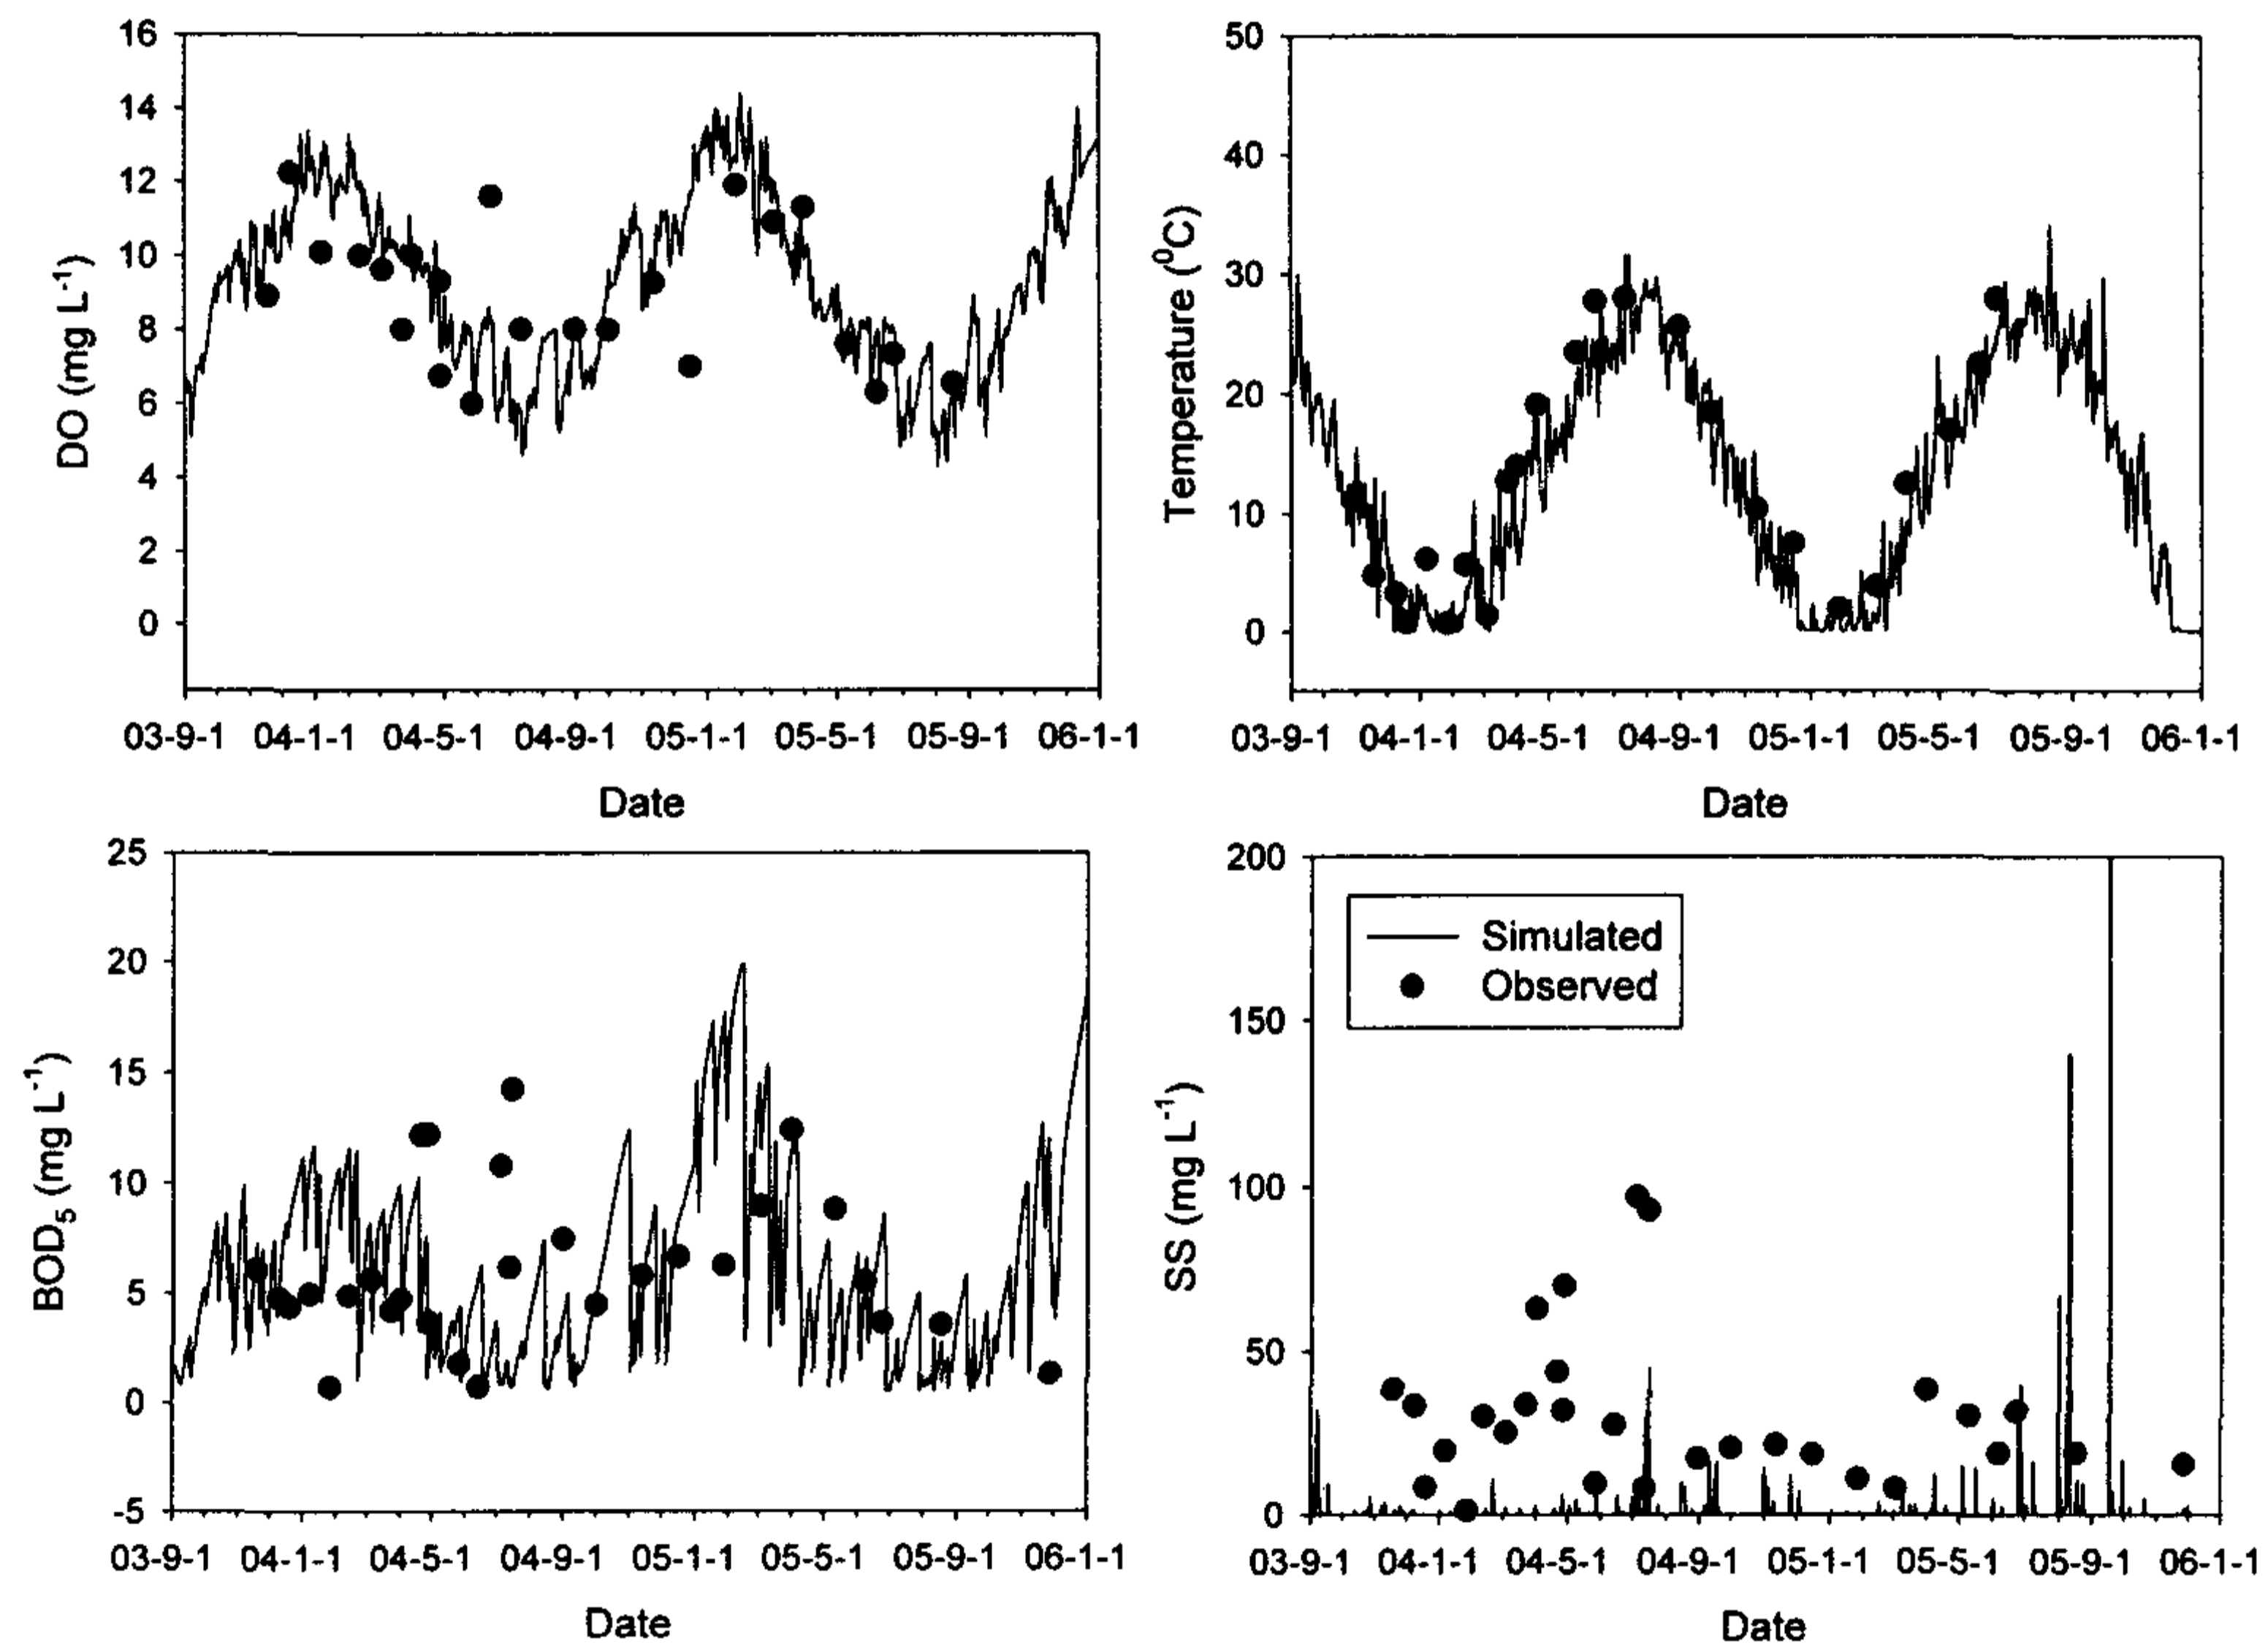 16
14
12
10
8
6
4
2
0
DO (mg L-1)
03-9-1 04-1-1 04-5-1 04-9-1 05-1-1 05-5-1 05-9-1 06-1-1
Date
50
40
30
20
10
0
Temperature (⁰C)
03-9-1 04-1-1 04-5-1 04-9-1 05-1-1 05-5-1 05-9-1 06-1-1
Date
25
20
15
10
5
0
-5
BOD₅ (mg L-1)
03-9-1 04-1-1 04-5-1 04-9-1 05-1-1 05-5-1 05-9-1 06-1-1
Date
200
150
100
50
0
SS (mg L-1)
Simulated
Observed
03-9-1 04-1-1 04-5-1 04-9-1 05-1-1 05-5-1 05-9-1 06-1-1
Date